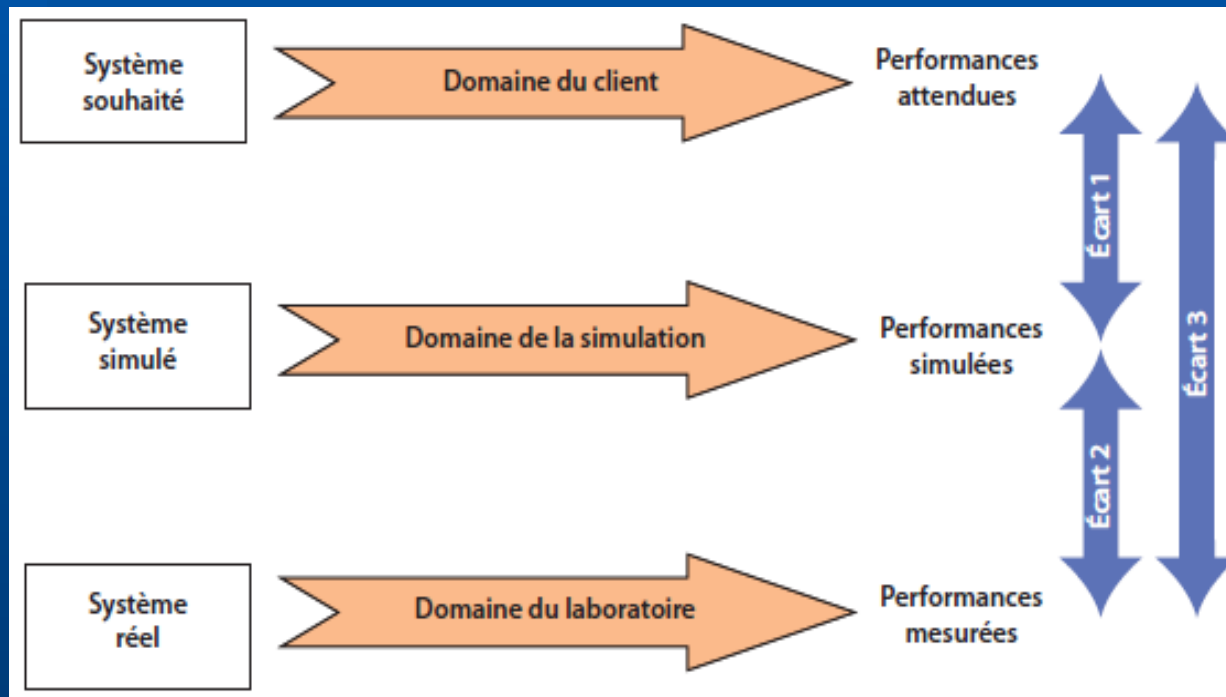 Système
souhaité
Domaine du client
Performances
attendues
Écart 1
Écart 3
Système
simulé
Domaine de la simulation
Performances
simulées
Écart 2
Système
réel
Domaine du laboratoire
Performances
mesurées